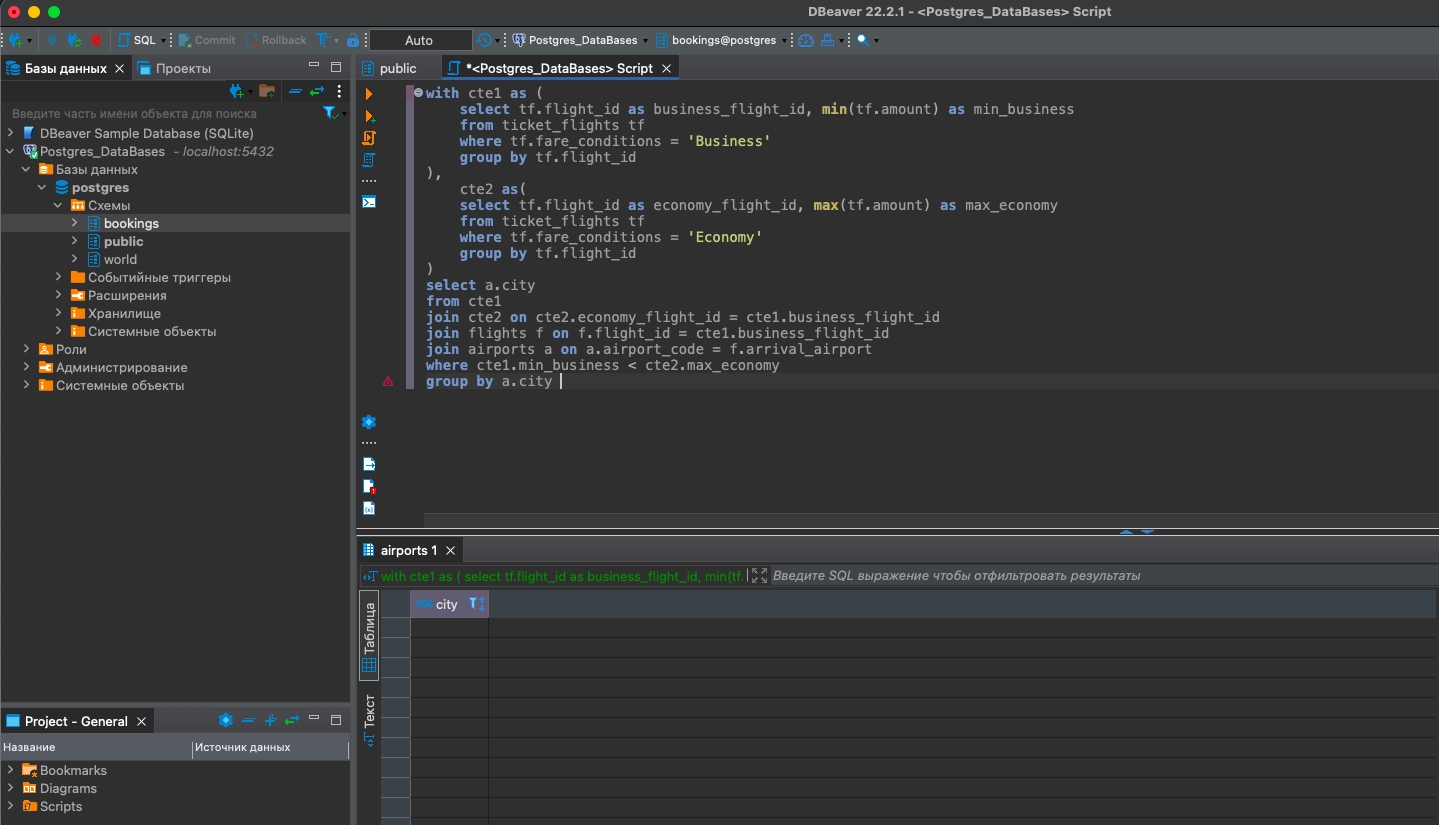 DBeaver 22.2.1 - <Postgres_DataBases> Script
SQL Commit Rollback Auto Postgres_DataBases bookings@postgres
Базы данных Проекты
Введите часть имени объекта для поиска
DBeaver Sample Database (SQLite)
Postgres_DataBases - localhost:5432
Базы данных
postgres
Схемы
bookings
public
world
Событийные триггеры
Расширения
Хранилище
Системные объекты
Роли
Администрирование
Системные объекты
public *<Postgres_DataBases> Script
with cte1 as (
select tf.flight_id as business_flight_id, min(tf.amount) as min_business
from ticket_flights tf
where tf.fare_conditions = 'Business'
group by tf.flight_id
),
cte2 as(
select tf.flight_id as economy_flight_id, max(tf.amount) as max_economy
from ticket_flights tf
where tf.fare_conditions = 'Economy'
group by tf.flight_id
)
select a.city
from cte1
join cte2 on cte2.economy_flight_id = cte1.business_flight_id
join flights f on f.flight_id = cte1.business_flight_id
join airports a on a.airport_code = f.arrival_airport
where cte1.min_business < cte2.max_economy
group by a.city
airports 1
with cte1 as ( select tf.flight_id as business_flight_id, min(tf. Введите SQL выражение чтобы отфильтровать результаты
city
Таблица
Текст
Project - General
Название Источник данных
Bookmarks
Diagrams
Scripts